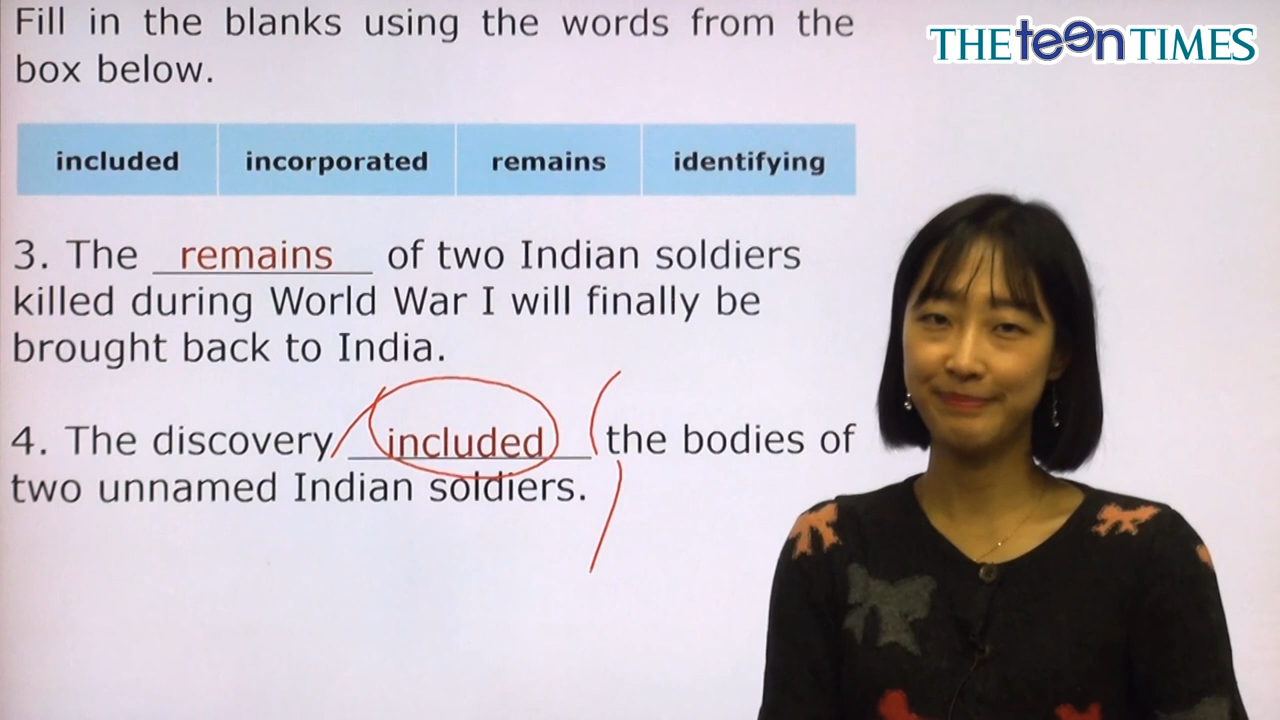 Fill in the blanks using the words from the
box below.
THE teen TIMES
included incorporated remains identifying
3. The remains of two Indian soldiers
killed during World War I will finally be
brought back to India.
4. The discovery included the bodies of
two unnamed Indian soldiers.